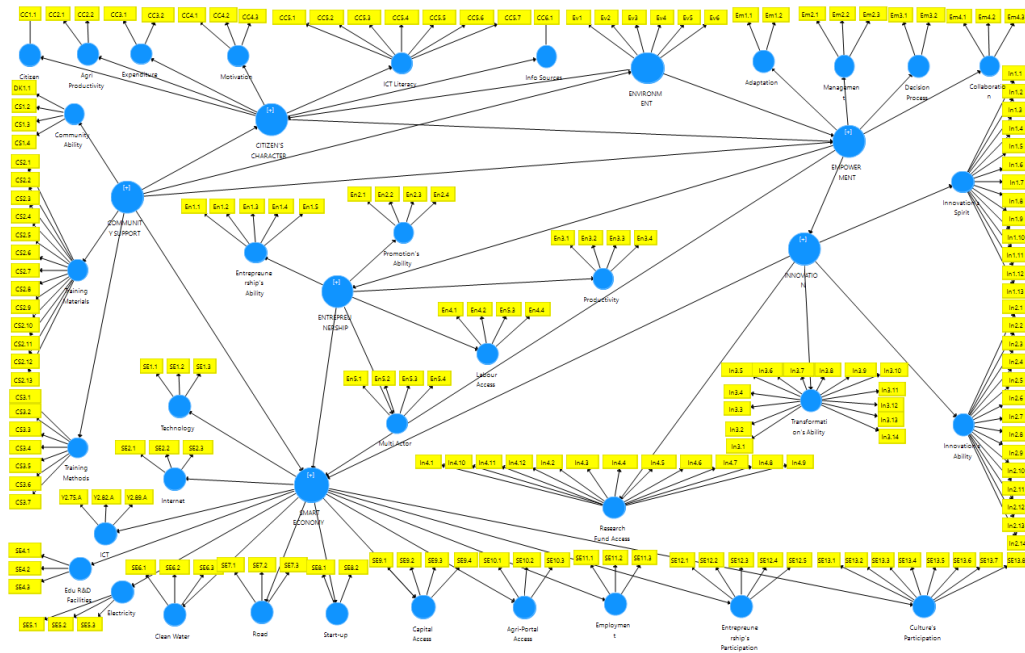 CC1.1 CC2.1 CC2.2 CC3.1 CC3.2 CC4.1 CC4.2 CC4.3 CC5.1 CC5.2 CC5.3 CC5.4 CC5.5 CC5.6 CC5.7 CC6.1 Ev1 Ev2 Ev3 Ev4 Ev5 Ev6 Em1.1 Em1.2 Em2.1 Em2.2 Em2.3 Em3.1 Em3.2 Em4.1 Em4.2 Em4.3
Citizen
Agri
Productivity
Expenditure
Motivation
ICT Literacy
Info Sources
ENVIRONM
ENT
Adaptation
Managemen
t
Decision
Process
Collaboratio
n
DK1.1
CS1.2
CS1.3
CS1.4
Community
Ability
[+]
CITIZEN'S
CHARACTER
[+]
EMPOWER
MENT
In1.1
In1.2
In1.3
In1.4
In1.5
In1.6
In1.7
In1.8
In1.9
In1.10
In1.11
In1.12
In1.13
Innovation's
Spirit
CS2.1
CS2.2
CS2.3
CS2.4
CS2.5
CS2.6
CS2.7
CS2.8
CS2.9
CS2.10
CS2.11
CS2.12
CS2.13
Training
Materials
[+]
COMMUNIT
Y SUPPORT
En1.1 En1.2 En1.3 En1.4 En1.5
Entrepreune
rship's
Ability
En2.1 En2.2 En2.3 En2.4
Promotion's
Ability
En3.1 En3.2 En3.3 En3.4
Productivity
[+]
ENTREPREU
NERSHIP
[+]
INNOVATIO
N
En4.1 En4.2 En5.3 En4.4
Labour
Access
En5.1 En5.2 En5.3 En5.4
Multi Actor
SE1.1 SE1.2 SE1.3
Technology
In2.1
In2.2
In2.3
In2.4
In2.5
In2.6
In2.7
In2.8
In2.9
In2.10
In2.11
In2.12
In2.13
In2.14
Innovation's
Ability
In3.5 In3.6 In3.7 In3.8 In3.9 In3.10
In3.4
In3.3
In3.2
In3.1
In3.11
In3.12
In3.13
In3.14
Transformati
on's Ability
CS3.1
CS3.2
CS3.3
CS3.4
CS3.5
CS3.6
CS3.7
Training
Methods
SE2.1 SE2.2 SE2.3
Internet
In4.1 In4.10 In4.11 In4.12 In4.2 In4.3 In4.4 In4.5 In4.6 In4.7 In4.8 In4.9
Research
Fund Access
Y2.75.A Y2.82.A Y2.89.A
ICT
[+]
SMART
ECONOMY
SE4.1
SE4.2
SE4.3
Edu R&D
Facilities
SE5.1 SE5.2 SE5.3
Electricity
SE6.1 SE6.2 SE6.3
Clean Water
SE7.1 SE7.2 SE7.3
Road
SE8.1 SE8.2
Start-up
SE9.1 SE9.2 SE9.3 SE9.4
Capital
Access
SE10.1 SE10.2 SE10.3
Agri-Portal
Access
SE11.1 SE11.2 SE11.3
Employmen
t
SE12.1 SE12.2 SE12.3 SE12.4 SE12.5
Entrepreune
rship's
Participation
SE13.1 SE13.2 SE13.3 SE13.4 SE13.5 SE13.6 SE13.7 SE13.8
Culture's
Participation